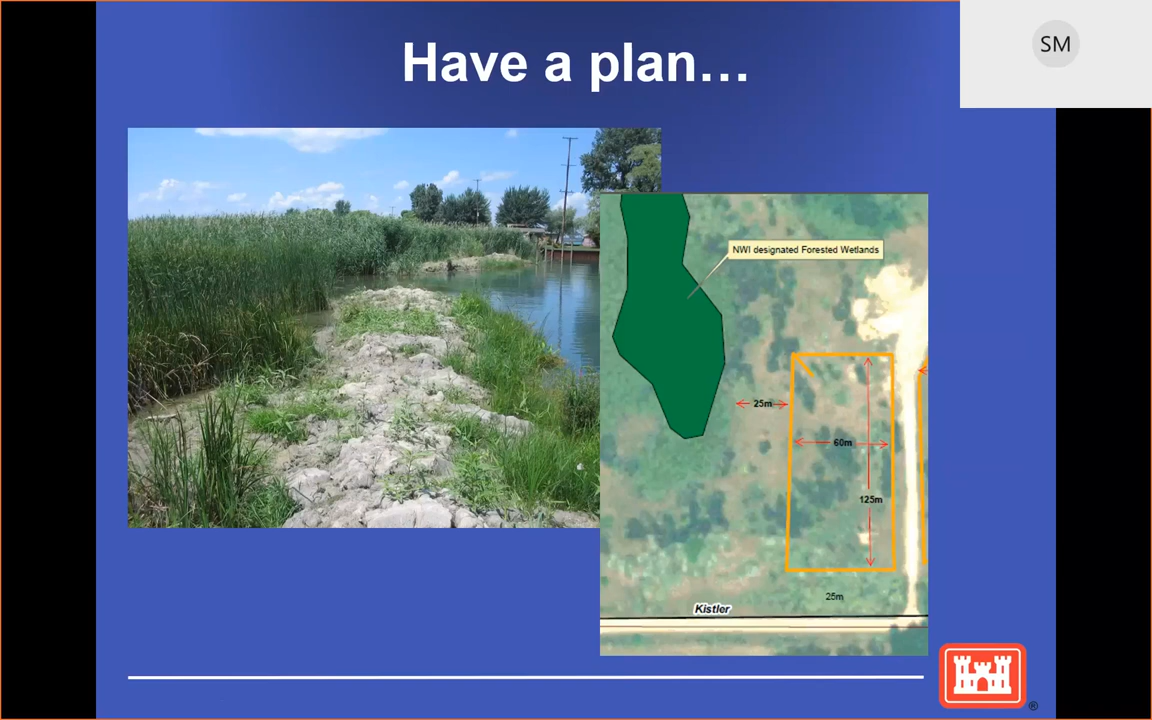 Have a plan…
SM
NWI designated Forested Wetlands
25m
60m
125m
25m
Kistler
®